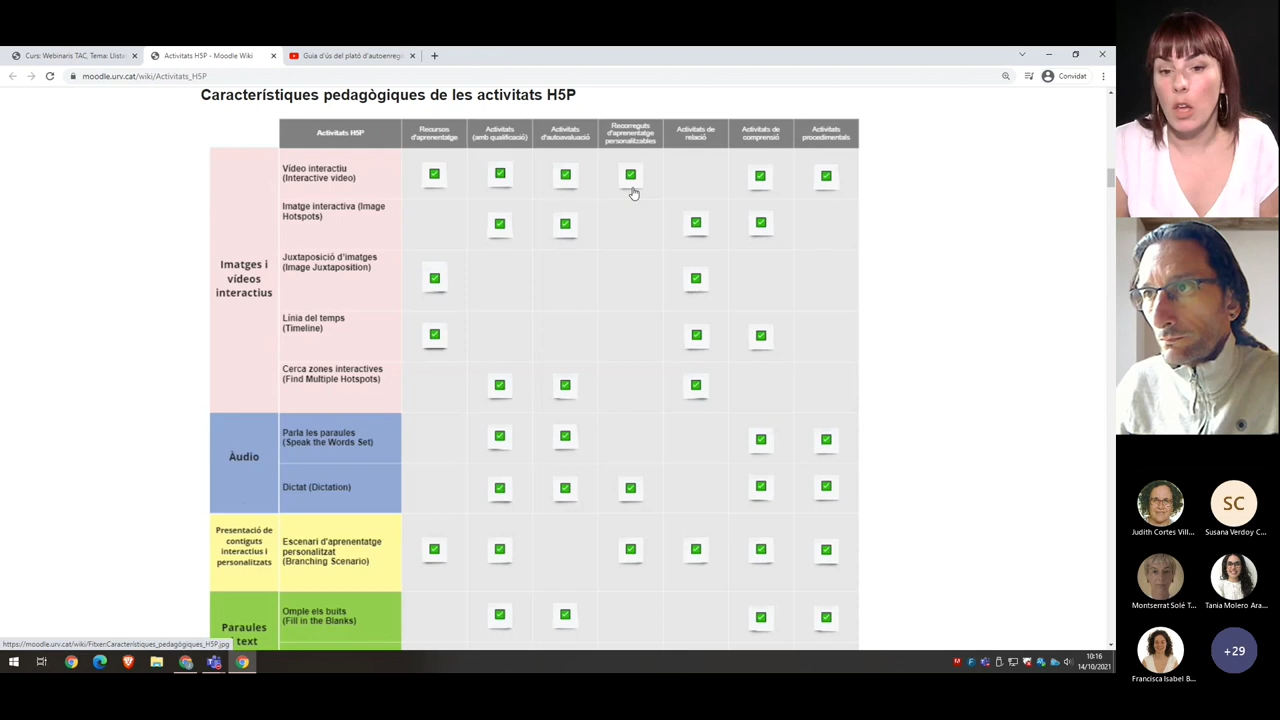 Curs: Webinaris TAC, Tema: Llista
Activitats H5P - Moodle Wiki
Guia d'ús del plató d'autoenreg
moodle.urv.cat/wiki/Activitats_H5P
Convidat
Característiques pedagògiques de les activitats H5P
Activitats H5P
Recursos
d'aprenentatge
Activitats
(amb qualificació)
Activitats
d'autoavaluació
Recorreguts
d'aprenentatge
personalitzables
Activitats de
relació
Activitats de
comprensió
Activitats
procedimentals
Imatges i
vídeos
interactius
Vídeo interactiu
(Interactive video)
Imatge interactiva (Image
Hotspots)
Juxtaposició d'imatges
(Image Juxtaposition)
Línia del temps
(Timeline)
Cerca zones interactives
(Find Multiple Hotspots)
Àudio
Parla les paraules
(Speak the Words Set)
Dictat (Dictation)
Presentació de
contiguts
interactius i
personalitzats
Escenari d'aprenentatge
personalitzat
(Branching Scenario)
Paraules
i text
Omple els buits
(Fill in the Blanks)
https://moodle.urv.cat/wiki/Fitxer:Característiques_pedagògiques_H5P.jpg
10:16
14/10/2021
SC
Judith Cortes Vill...
Susana Verdoy C...
Montserrat Solé T...
Tania Molero Ara...
+29
Francisca Isabel B...